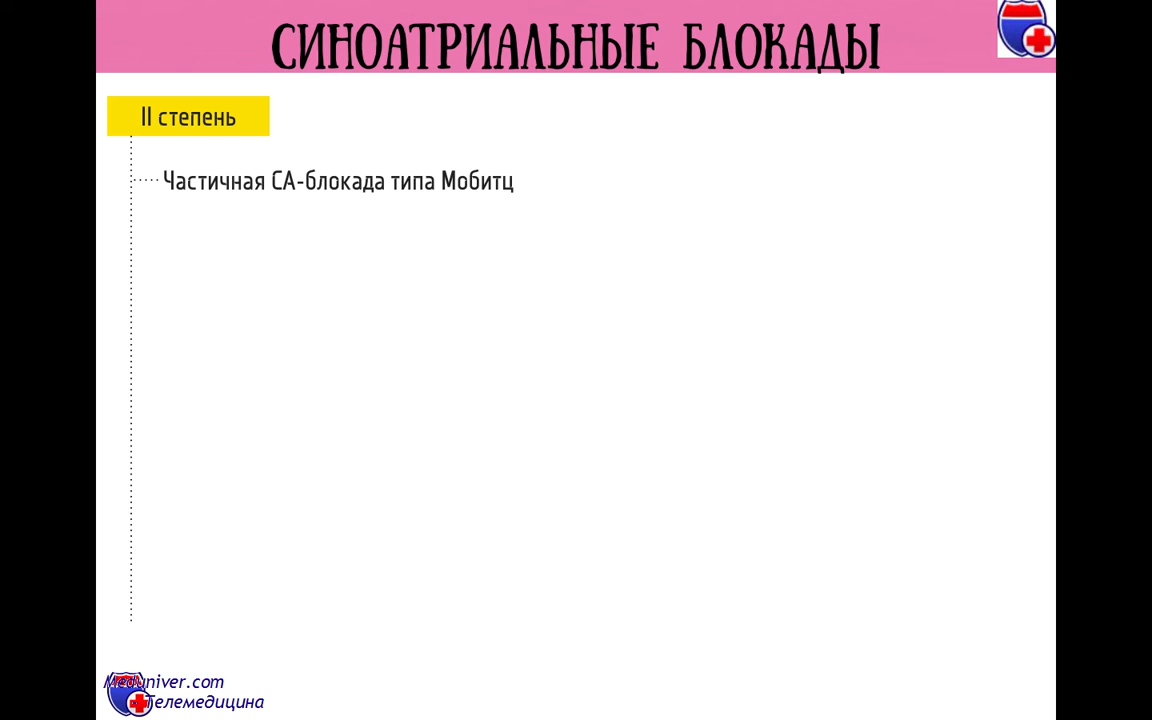 СИНОАТРИАЛЬНЫЕ БЛОКАДЫ
II степень
Частичная СА-блокада типа Мобитц
Meduniver.com
Телемедицина